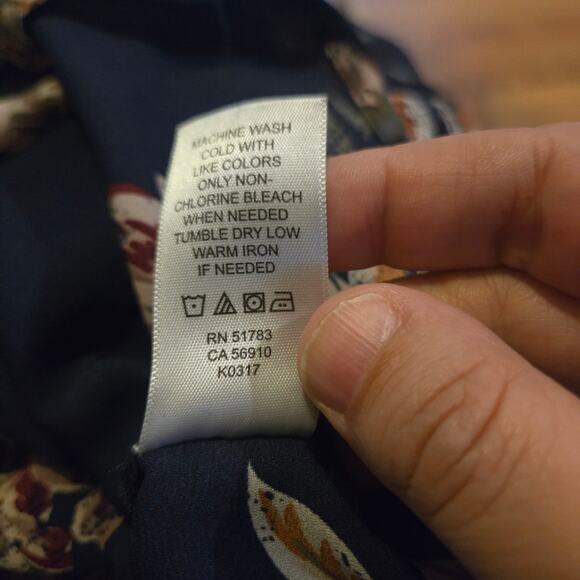 MACHINE WASH
COLD WITH
LIKE COLORS
ONLY NON-
CHLORINE BLEACH
WHEN NEEDED
TUMBLE DRY LOW
WARM IRON
IF NEEDED
RN 51783
CA 56910
K0317